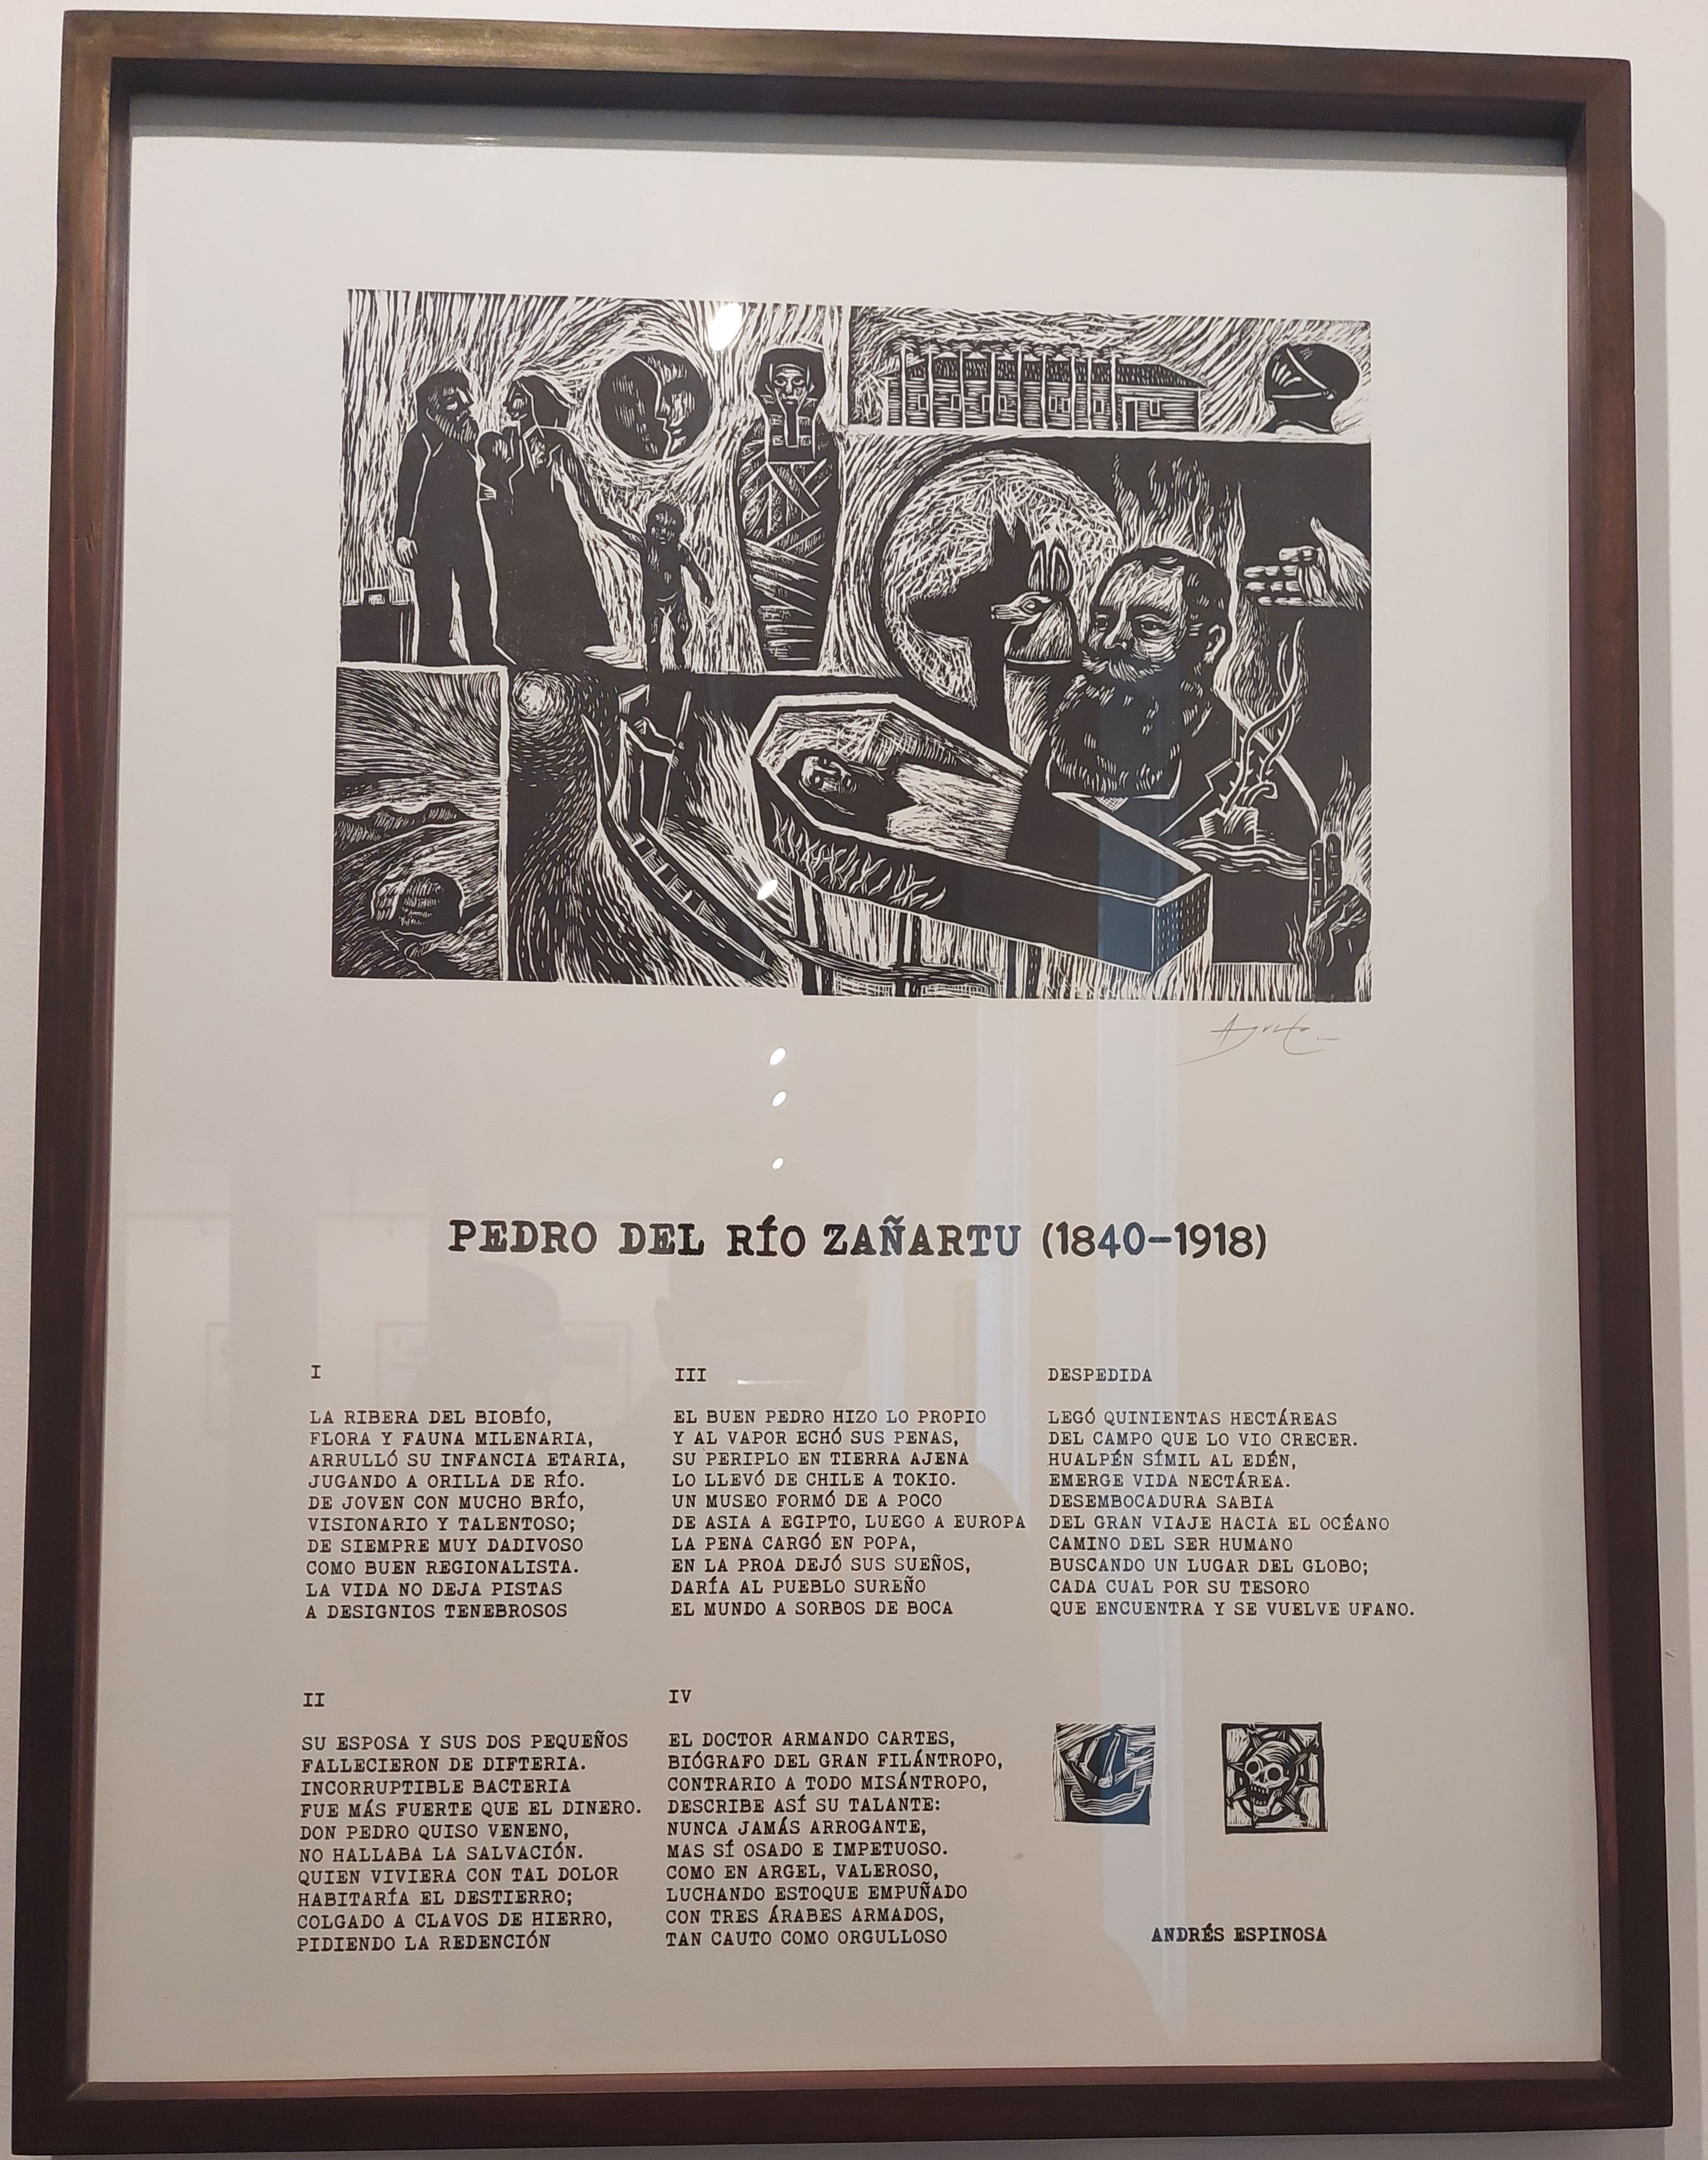 PEDRO DEL RÍO ZAÑARTU (1840-1918)
I
LA RIBERA DEL BIOBÍO,
FLORA Y FAUNA MILENARIA,
ARRULLÓ SU INFANCIA ETARIA,
JUGANDO A ORILLA DE RÍO.
DE JOVEN CON MUCHO BRÍO,
VISIONARIO Y TALENTOSO;
DE SIEMPRE MUY DADIVOSO
COMO BUEN REGIONALISTA.
LA VIDA NO DEJA PISTAS
A DESIGNIOS TENEBROSOS
II
SU ESPOSA Y SUS DOS PEQUEÑOS
FALLECIERON DE DIFTERIA.
INCORRUPTIBLE BACTERIA
FUE MÁS FUERTE QUE EL DINERO.
DON PEDRO QUISO VENENO,
NO HALLABA LA SALVACIÓN.
QUIEN VIVIERA CON TAL DOLOR
HABITARÍA EL DESTIERRO;
COLGADO A CLAVOS DE HIERRO,
PIDIENDO LA REDENCIÓN
III
EL BUEN PEDRO HIZO LO PROPIO
Y AL VAPOR ECHÓ SUS PENAS,
SU PERIPLO EN TIERRA AJENA
LO LLEVÓ DE CHILE A TOKIO.
UN MUSEO FORMÓ DE A POCO
DE ASIA A EGIPTO, LUEGO A EUROPA
LA PENA CARGÓ EN POPA,
EN LA PROA DEJÓ SUS SUEÑOS,
DARÍA AL PUEBLO SUREÑO
EL MUNDO A SORBOS DE BOCA
IV
EL DOCTOR ARMANDO CARTES,
BIÓGRAFO DEL GRAN FILÁNTROPO,
CONTRARIO A TODO MISÁNTROPO,
DESCRIBE ASÍ SU TALANTE:
NUNCA JAMÁS ARROGANTE,
MAS SÍ OSADO E IMPETUOSO.
COMO EN ARGEL, VALEROSO,
LUCHANDO ESTOQUE EMPUÑADO
CON TRES ÁRABES ARMADOS,
TAN CAUTO COMO ORGULLOSO
DESPEDIDA
LEGÓ QUINIENTAS HECTÁREAS
DEL CAMPO QUE LO VIO CRECER.
HUALPÉN SÍMIL AL EDÉN,
EMERGE VIDA NECTÁREA.
DESEMBOCADURA SABIA
DEL GRAN VIAJE HACIA EL OCÉANO
CAMINO DEL SER HUMANO
BUSCANDO UN LUGAR DEL GLOBO;
CADA CUAL POR SU TESORO
QUE ENCUENTRA Y SE VUELVE UFANO.
ANDRÉS ESPINOSA